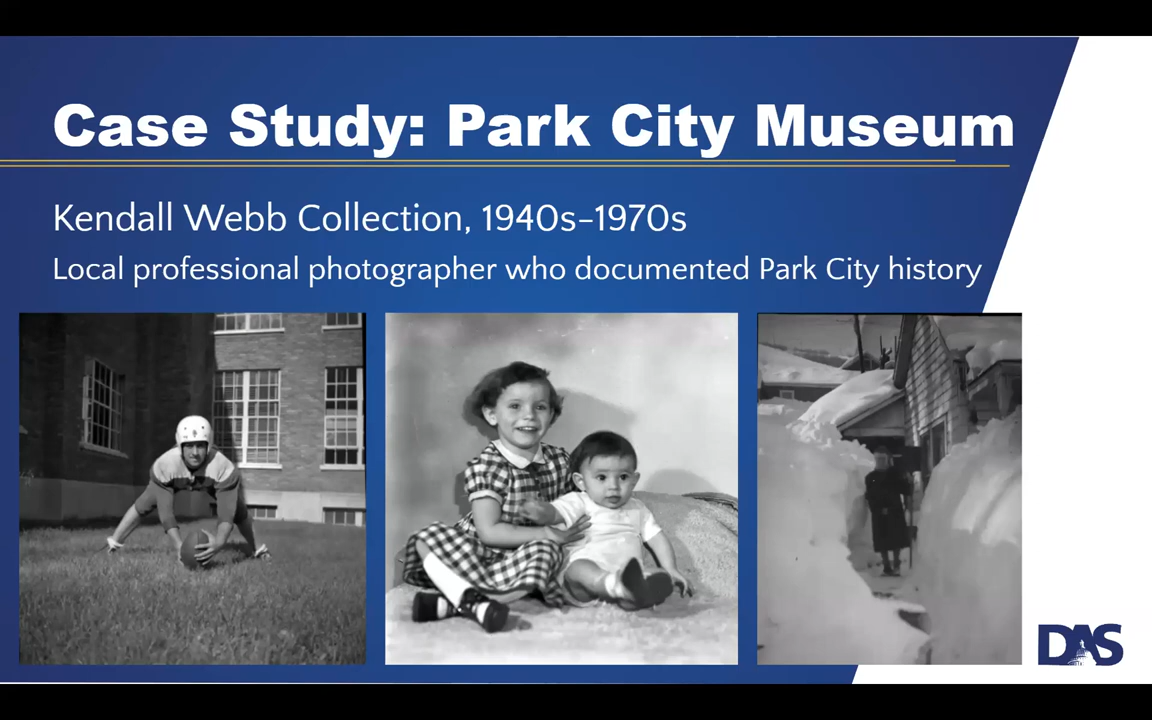 Case Study: Park City Museum
Kendall Webb Collection, 1940s–1970s
Local professional photographer who documented Park City history
DAS